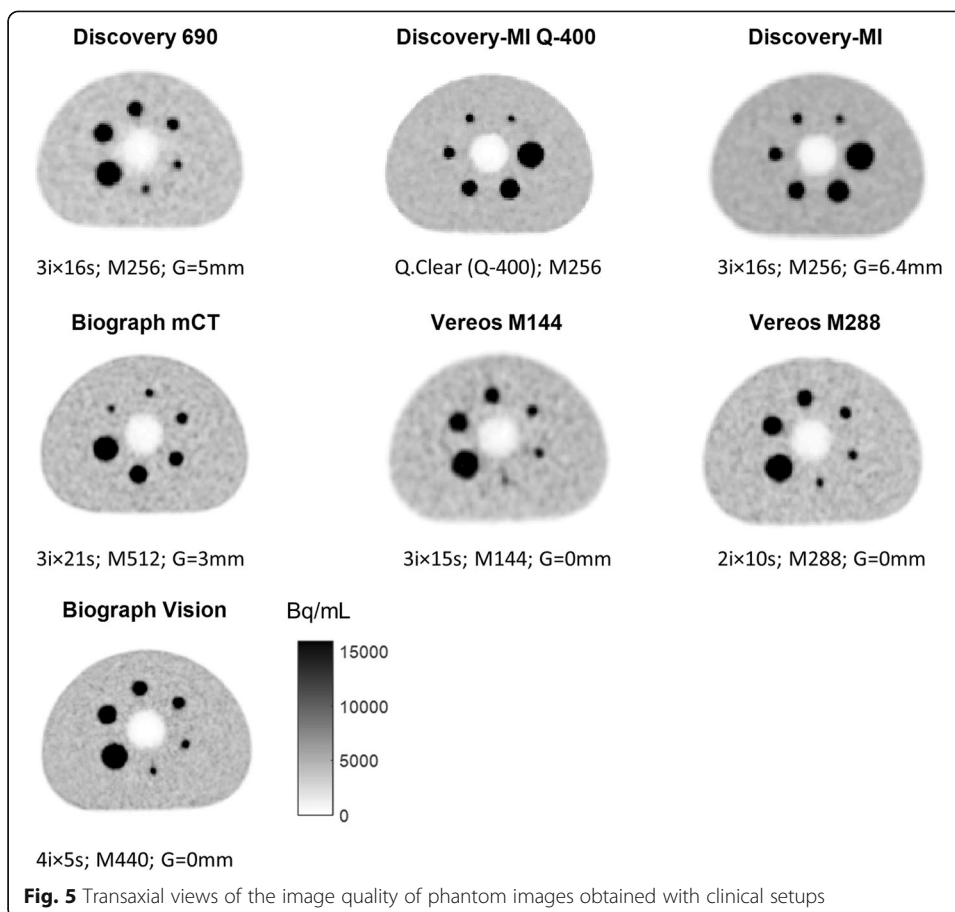 Discovery 690
Discovery-MI Q-400
Discovery-MI
3i×16s; M256; G=5mm
Q.Clear (Q-400); M256
3i×16s; M256; G=6.4mm
Biograph mCT
Vereos M144
Vereos M288
3i×21s; M512; G=3mm
3i×15s; M144; G=0mm
2i×10s; M288; G=0mm
Biograph Vision
Bq/mL
15000
10000
5000
0
4i×5s; M440; G=0mm
Fig. 5 Transaxial views of the image quality of phantom images obtained with clinical setups